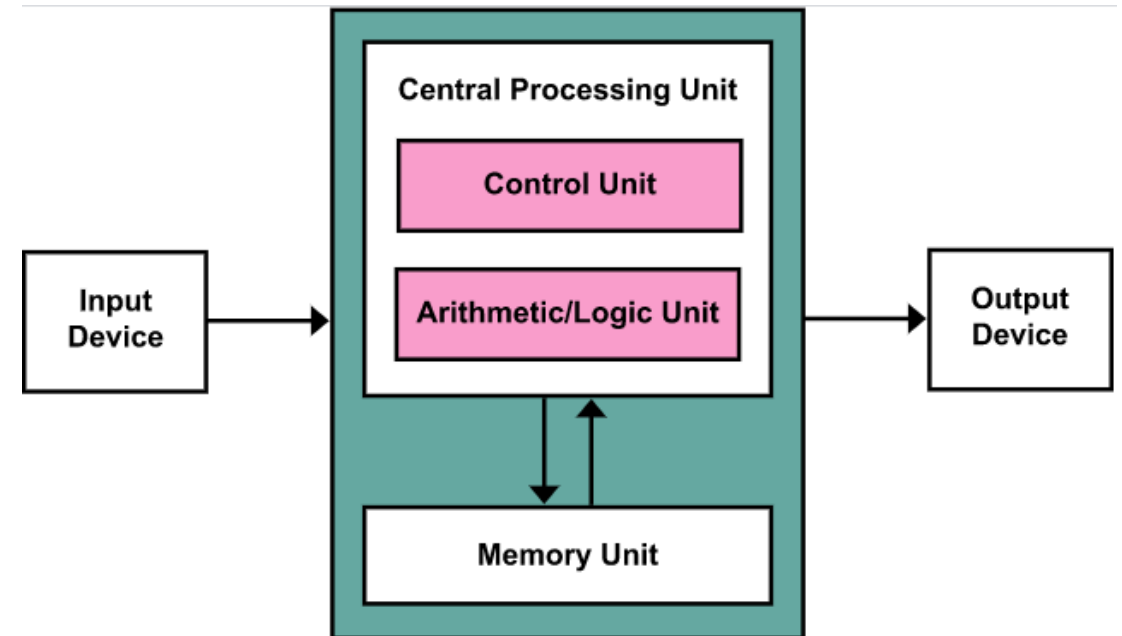 Central Processing Unit
Control Unit
Arithmetic/Logic Unit
Input
Device
Output
Device
Memory Unit